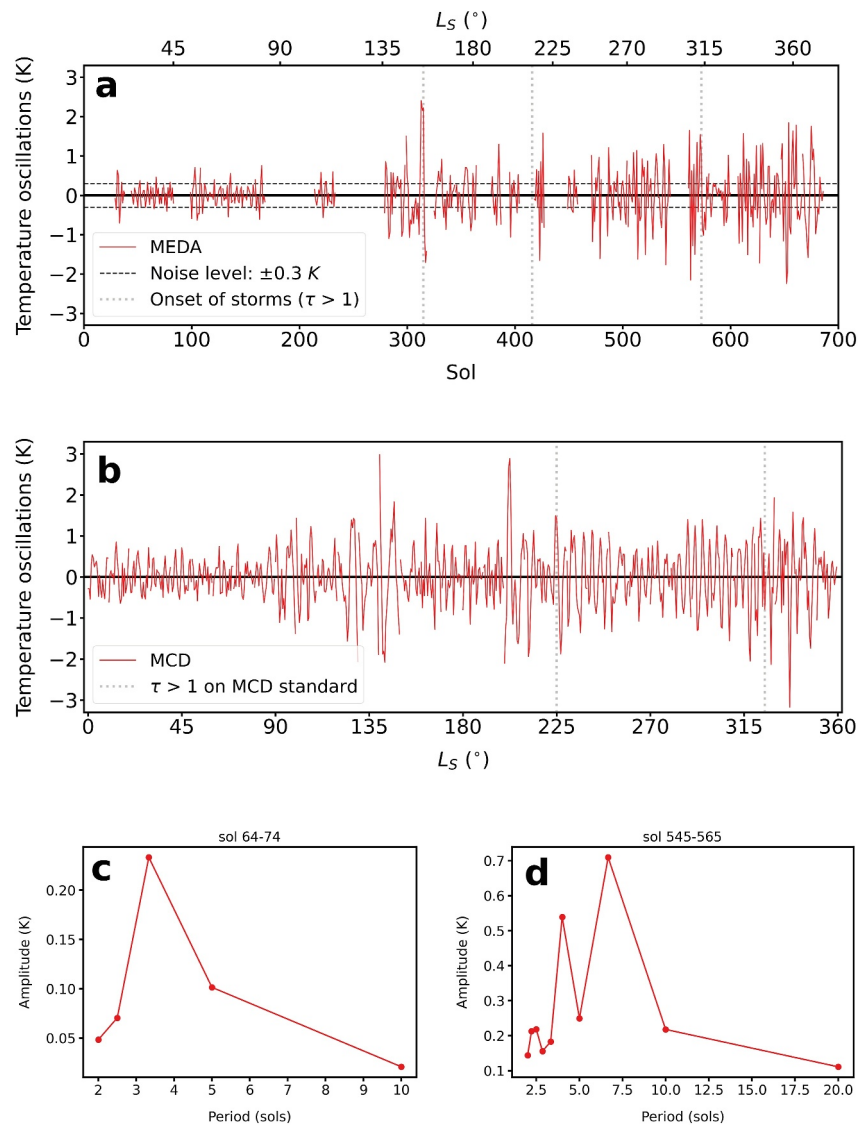 L_S (°)
45 90 135 180 225 270 315 360
a
Temperature oscillations (K)
3
2
1
0
−1
−2
−3
MEDA
Noise level: ±0.3 K
Onset of storms (τ > 1)
0 100 200 300 400 500 600 700
Sol
b
Temperature oscillations (K)
3
2
1
0
−1
−2
−3
MCD
τ > 1 on MCD standard
0 45 90 135 180 225 270 315 360
L_S (°)
sol 64-74
c
Amplitude (K)
0.20
0.15
0.10
0.05
2 3 4 5 6 7 8 9 10
Period (sols)
sol 545-565
d
Amplitude (K)
0.7
0.6
0.5
0.4
0.3
0.2
0.1
2.5 5.0 7.5 10.0 12.5 15.0 17.5 20.0
Period (sols)